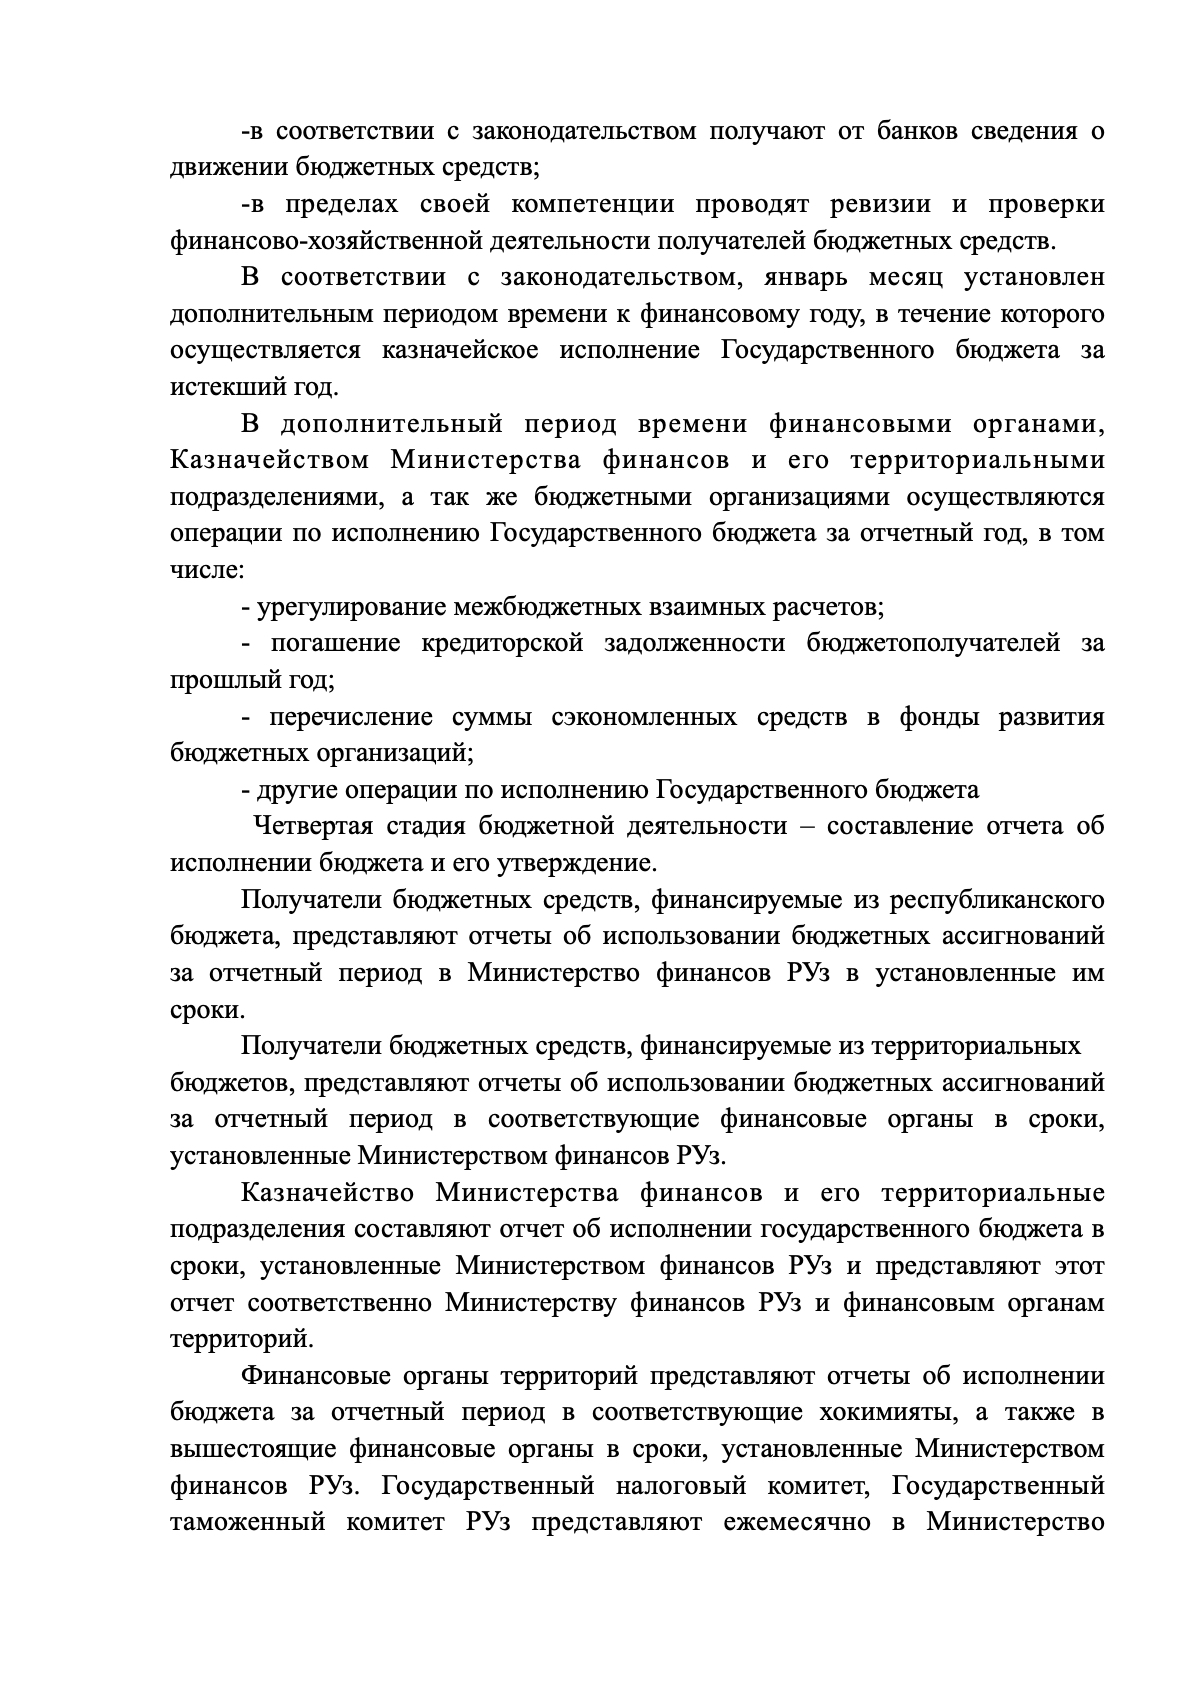 -в соответствии с законодательством получают от банков сведения о
движении бюджетных средств;
-в пределах своей компетенции проводят ревизии и проверки
финансово-хозяйственной деятельности получателей бюджетных средств.
В соответствии с законодательством, январь месяц установлен
дополнительным периодом времени к финансовому году, в течение которого
осуществляется казначейское исполнение Государственного бюджета за
истекший год.
В дополнительный период времени финансовыми органами,
Казначейством Министерства финансов и его территориальными
подразделениями, а так же бюджетными организациями осуществляются
операции по исполнению Государственного бюджета за отчетный год, в том
числе:
- урегулирование межбюджетных взаимных расчетов;
- погашение кредиторской задолженности бюджетополучателей за
прошлый год;
- перечисление суммы сэкономленных средств в фонды развития
бюджетных организаций;
- другие операции по исполнению Государственного бюджета
Четвертая стадия бюджетной деятельности – составление отчета об
исполнении бюджета и его утверждение.
Получатели бюджетных средств, финансируемые из республиканского
бюджета, представляют отчеты об использовании бюджетных ассигнований
за отчетный период в Министерство финансов РУз в установленные им
сроки.
Получатели бюджетных средств, финансируемые из территориальных
бюджетов, представляют отчеты об использовании бюджетных ассигнований
за отчетный период в соответствующие финансовые органы в сроки,
установленные Министерством финансов РУз.
Казначейство Министерства финансов и его территориальные
подразделения составляют отчет об исполнении государственного бюджета в
сроки, установленные Министерством финансов РУз и представляют этот
отчет соответственно Министерству финансов РУз и финансовым органам
территорий.
Финансовые органы территорий представляют отчеты об исполнении
бюджета за отчетный период в соответствующие хокимияты, а также в
вышестоящие финансовые органы в сроки, установленные Министерством
финансов РУз. Государственный налоговый комитет, Государственный
таможенный комитет РУз представляют ежемесячно в Министерство